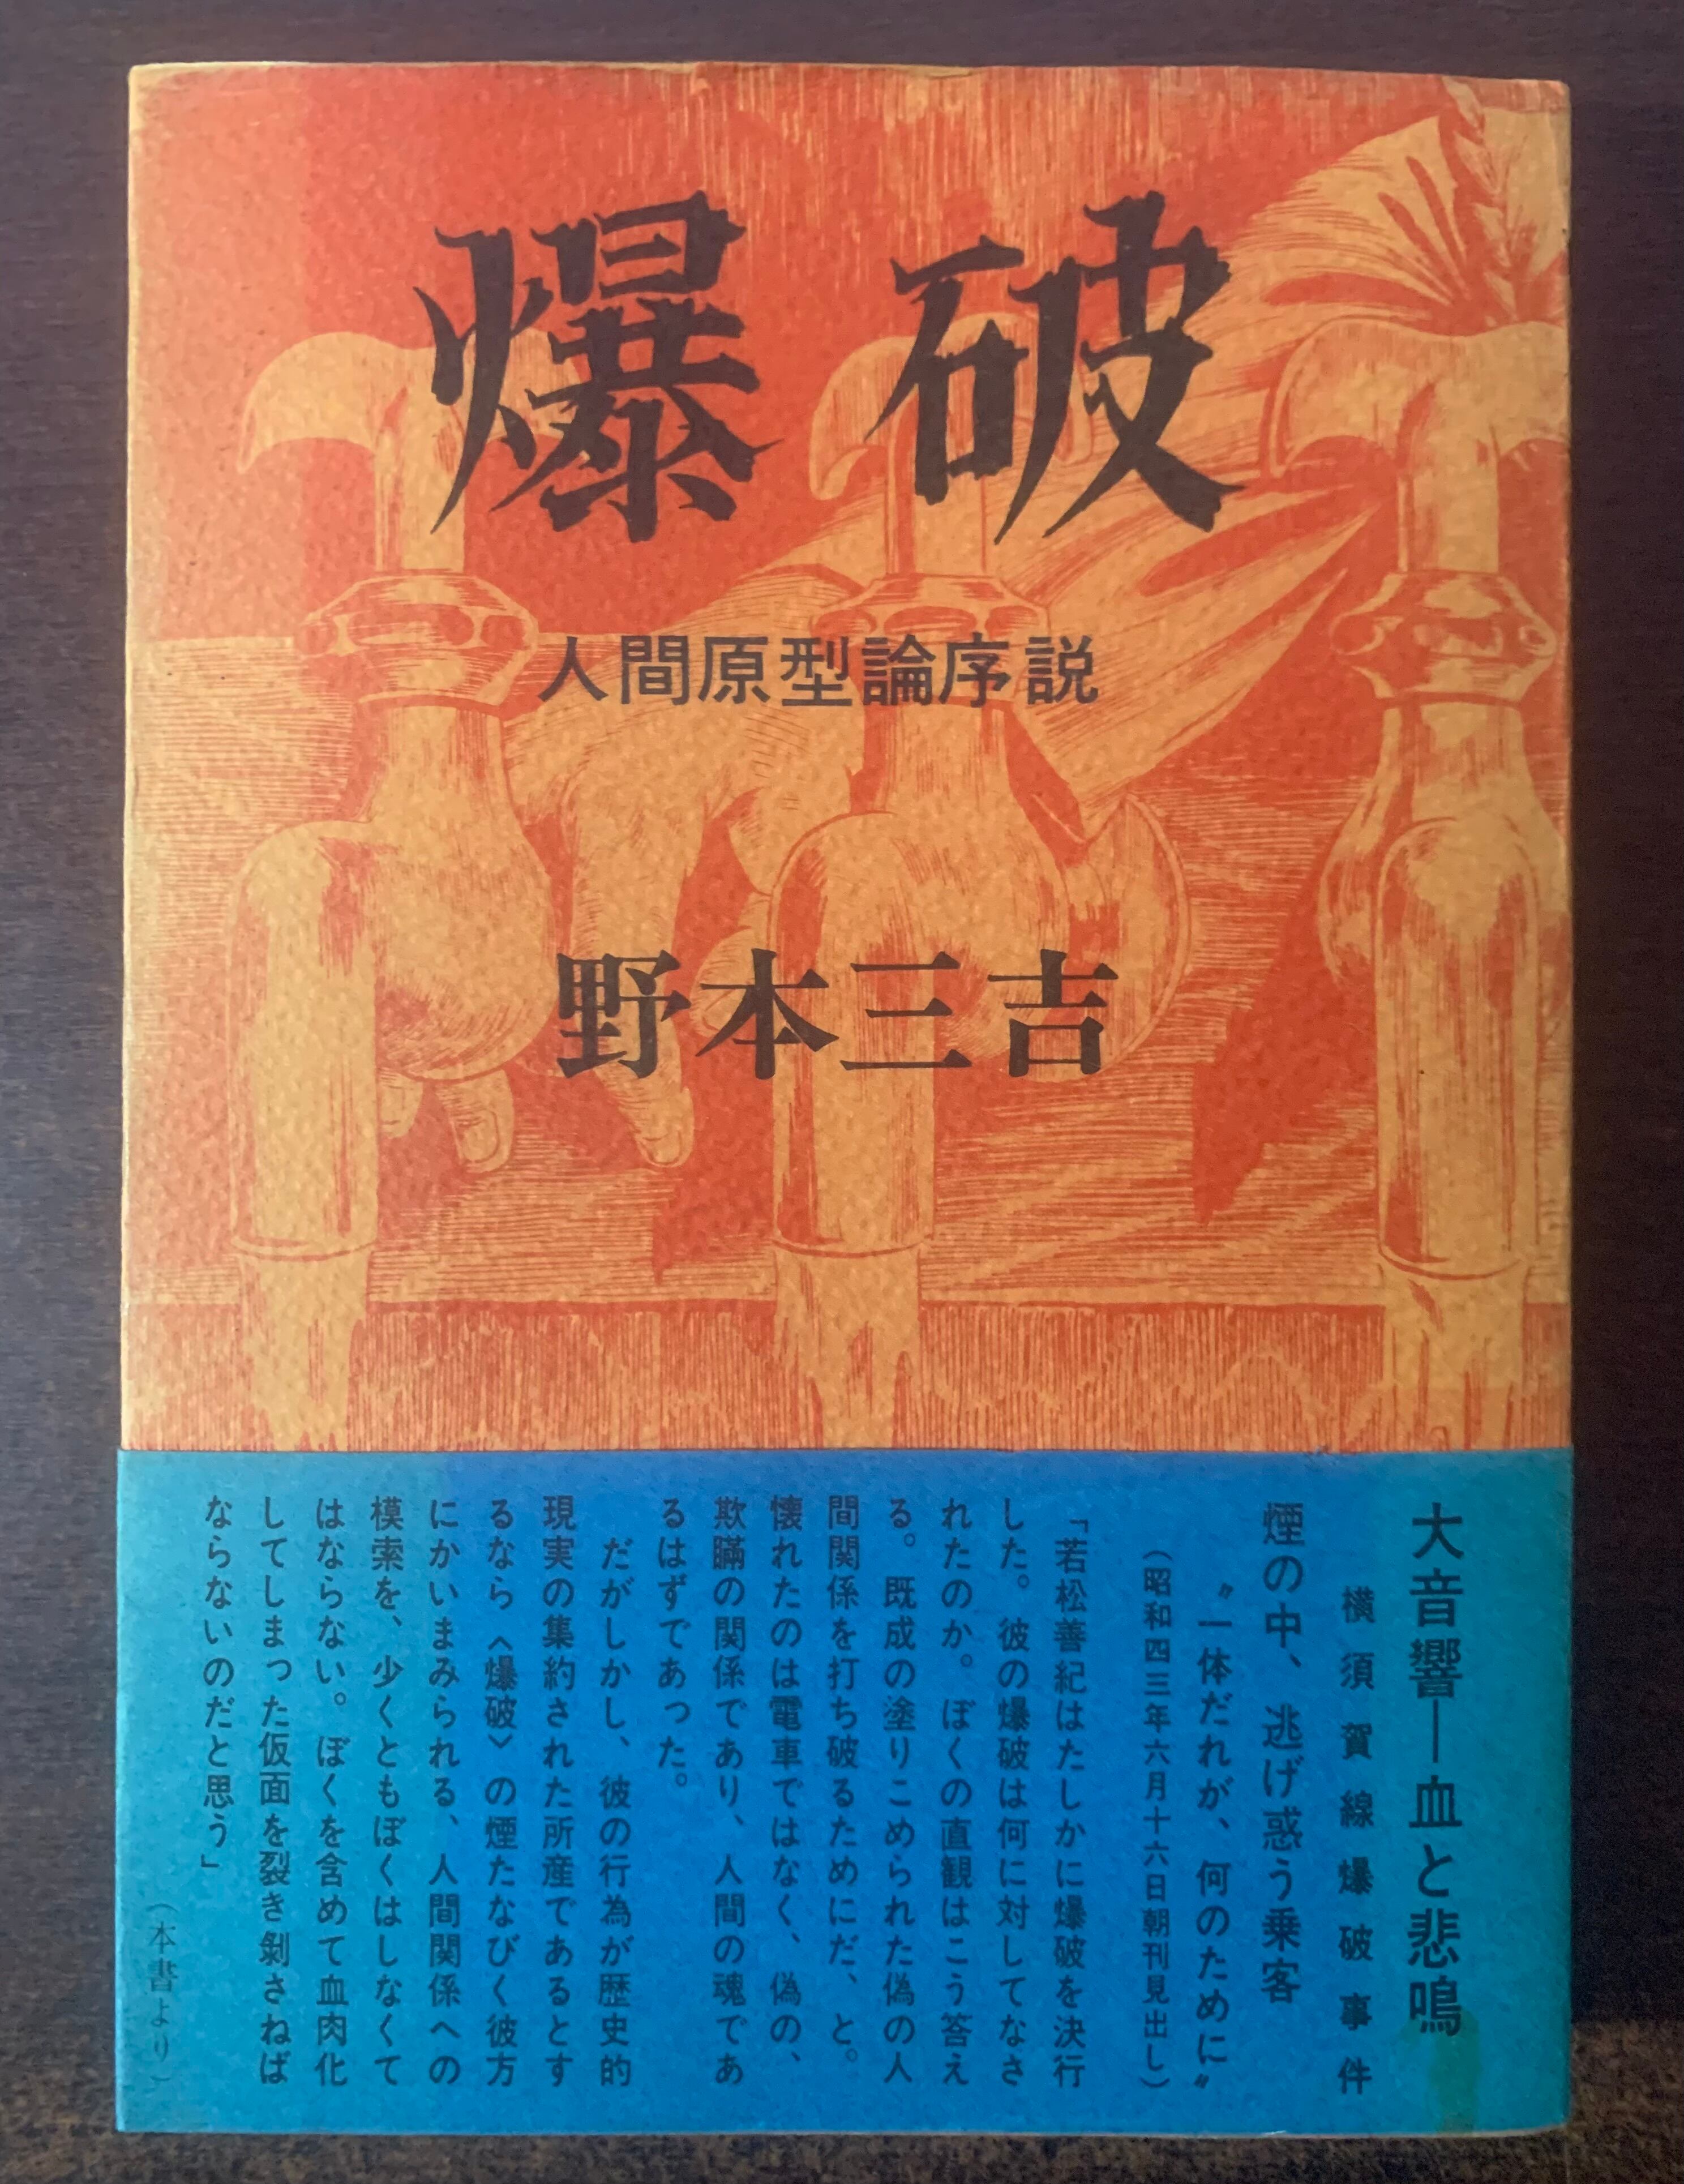 爆破
人間原型論序説
野本三吉
大音響―血と悲鳴
横須賀線爆破事件
煙の中、逃げ惑う乗客
〝一体だれが、何のために〟
（昭和四三年六月十六日朝刊見出し）
「若松善紀はたしかに爆破を決行
した。彼の爆破は何に対してなさ
れたのか。ぼくの直観はこう答え
る。既成の塗りこめられた偽の人
間関係を打ち破るためにだ、と。
懐れたのは電車ではなく、偽の、
欺瞞の関係であり、人間の魂であ
るはずであった。
だがしかし、彼の行為が歴史的
現実の集約された所産であるとす
るなら〈爆破〉の煙たなびく彼方
にかいまみられる、人間関係への
模索を、少くともぼくはしなくて
はならない。ぼくを含めて血肉化
してしまった仮面を裂き剝さねば
ならないのだと思う」
（本書より）